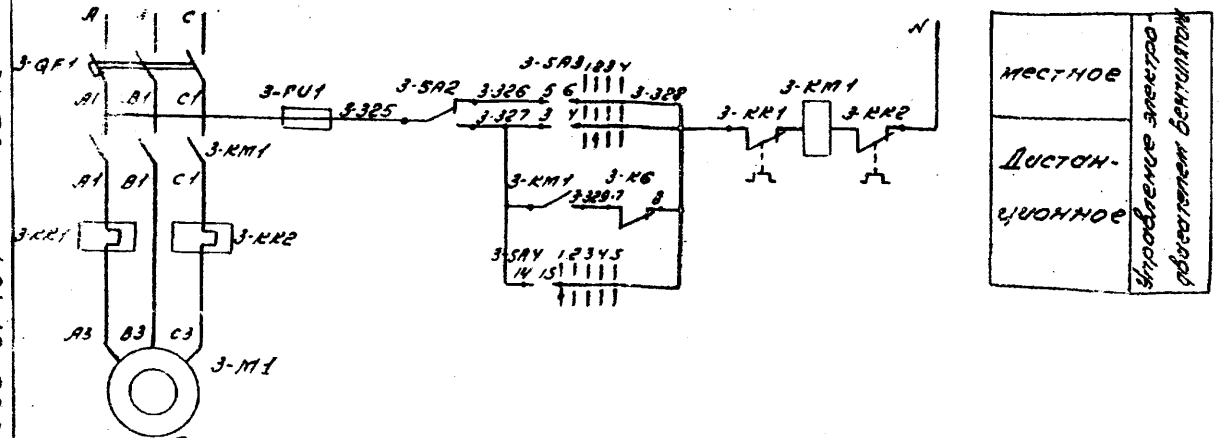 A
C
N
3-QF1
A1
B1
C1
3-FU1
3-325
3-SA2
3-326
5 6
3-SA3 1 2 3 4
3-328
3-327
3 4
3-KK1
3-KM1
3-KK2
3-KM1
A1
B1
C1
3-KM1
3-329
7
3-K6
8
3-KK1
3-KK2
3-SA4
1 2 3 4 5
14 15
A3
B3
C3
3-M1
местное
Дистан-
ционное
Управление электро-
двигателем вентилятора